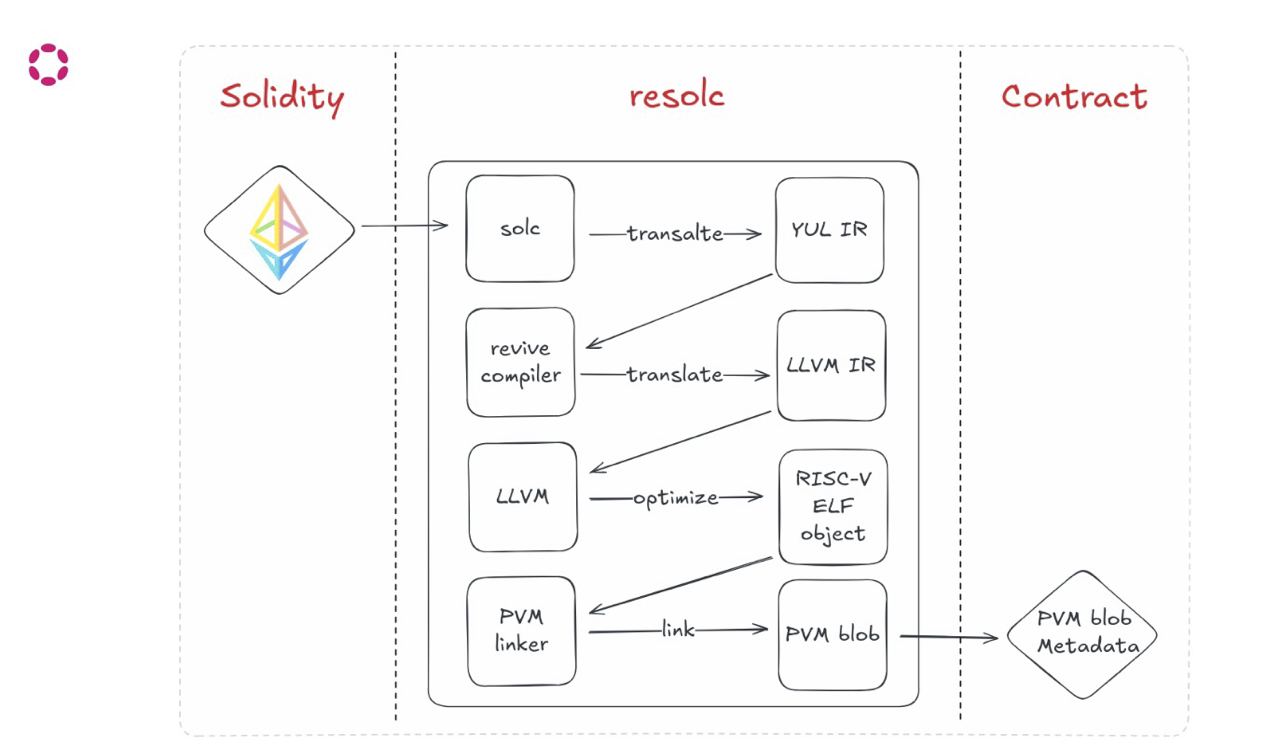 Solidity
resolc
Contract
solc
transalte
YUL IR
revive
compiler
translate
LLVM IR
LLVM
optimize
RISC-V
ELF
object
PVM
linker
link
PVM blob
PVM blob
Metadata